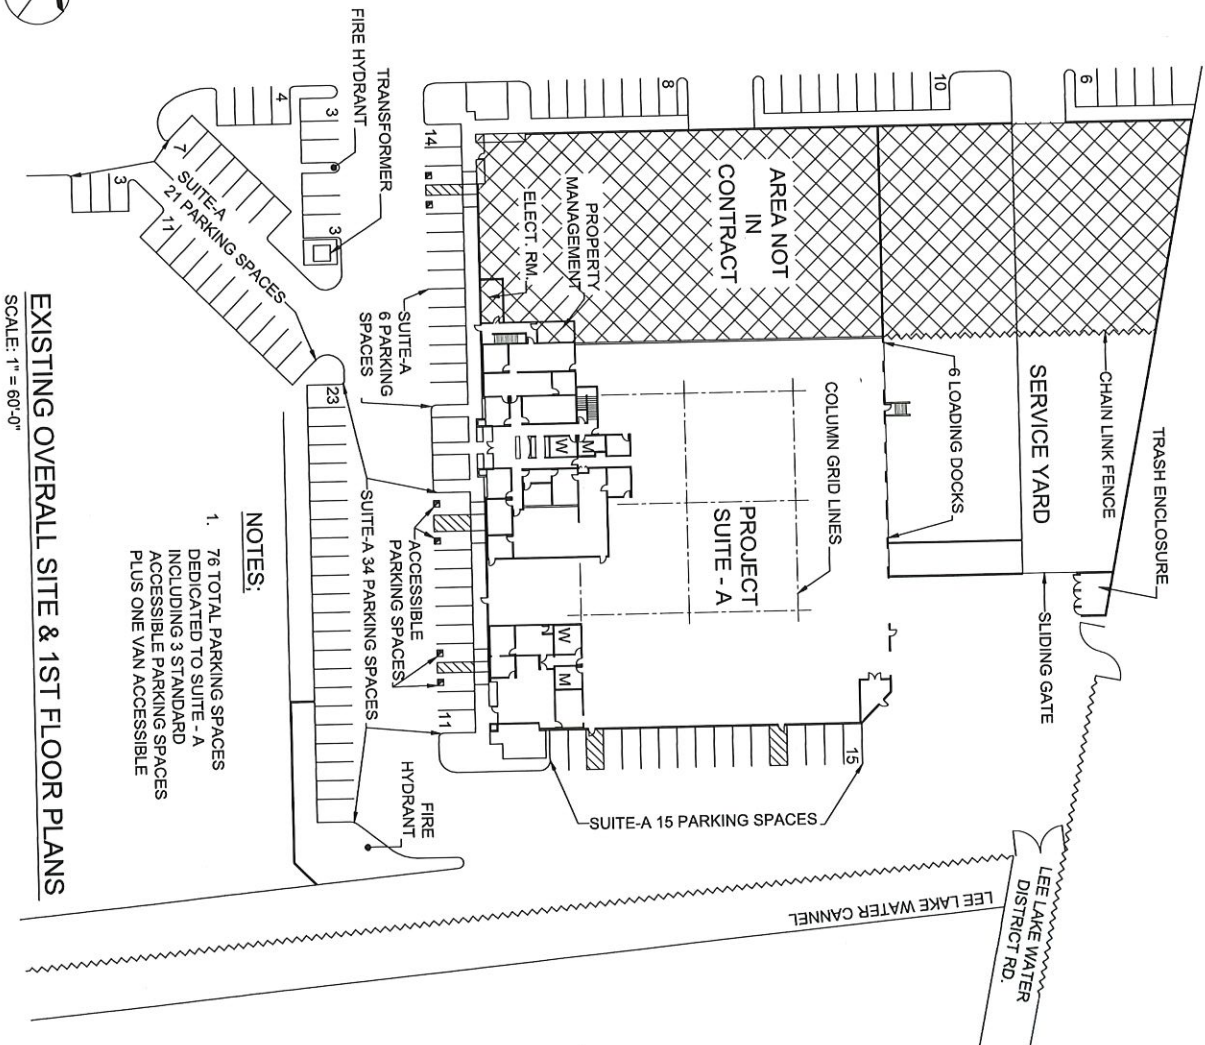 FIRE HYDRANT
TRANSFORMER
4
3
3
7
SUITE-A
21 PARKING SPACES
11
3
14
8
10
6
AREA NOT
IN
CONTRACT
PROPERTY
MANAGEMENT
ELECT. RM.
SUITE-A
6 PARKING
SPACES
SERVICE YARD
CHAIN LINK FENCE
TRASH ENCLOSURE
6 LOADING DOCKS
COLUMN GRID LINES
SLIDING GATE
PROJECT
SUITE - A
W
M
W
M
ACCESSIBLE
PARKING SPACES
SUITE-A 34 PARKING SPACES
23
11
15
SUITE-A 15 PARKING SPACES
FIRE
HYDRANT
LEE LAKE WATER CANNEL
LEE LAKE WATER
DISTRICT RD.
NOTES:
1. 76 TOTAL PARKING SPACES
DEDICATED TO SUITE - A
INCLUDING 3 STANDARD
ACCESSIBLE PARKING SPACES
PLUS ONE VAN ACCESSIBLE
EXISTING OVERALL SITE & 1ST FLOOR PLANS
SCALE: 1" = 60'-0"